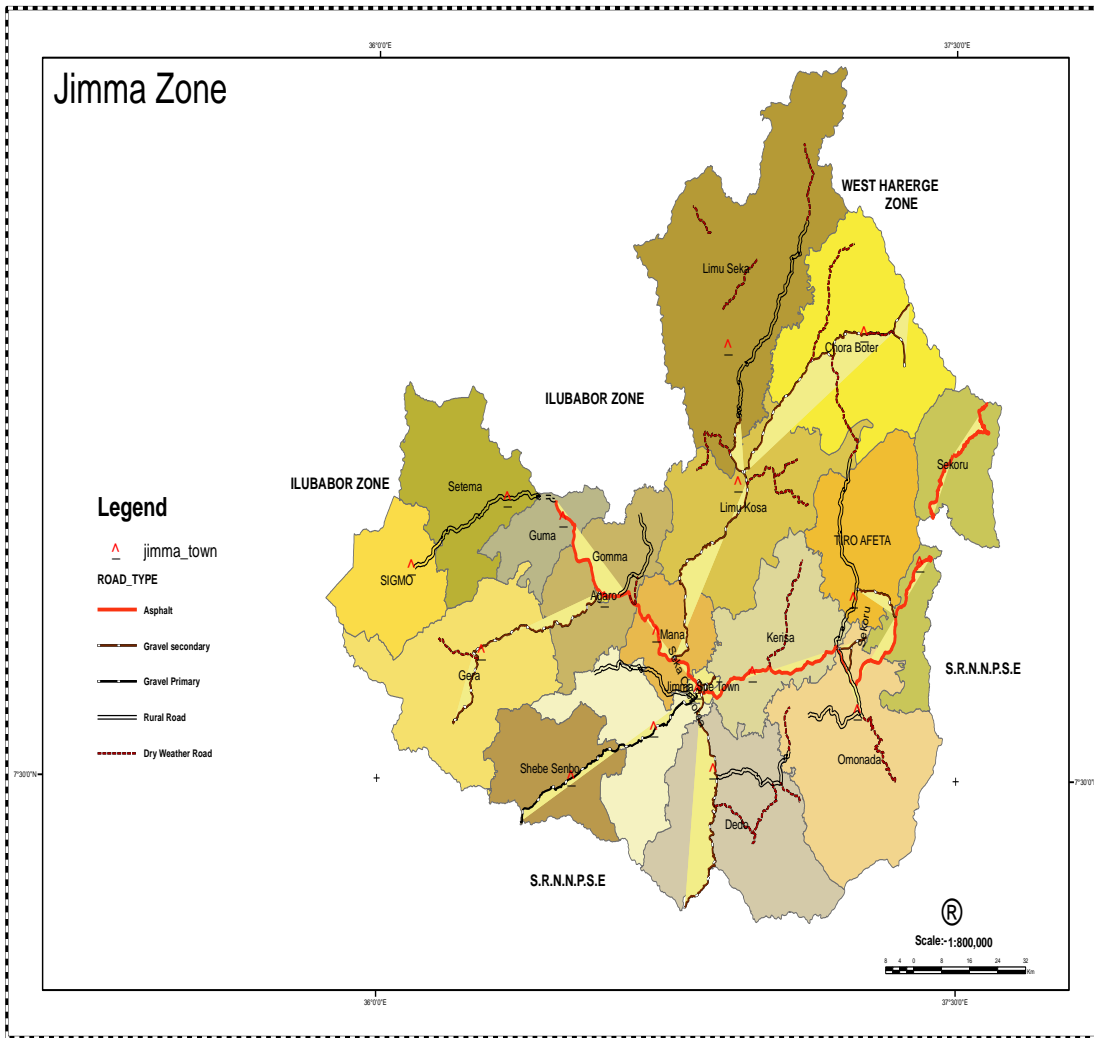 36°0'0"E
37°30'0"E
Jimma Zone
WEST HARERGE
ZONE
Limu Seka
Chora Boter
ILUBABOR ZONE
Sekoru
ILUBABOR ZONE
Setema
Legend
Limu Kosa
Guma
TIRO AFETA
jimma_town
Gomma
SIGMO
ROAD_TYPE
Agaro
Asphalt
Sekoru
Mana
Kerisa
Gravel secondary
Seka
S.R.N.N.P.S.E
Gera
Jimma Spe Town
Gravel Primary
Rural Road
Dry Weather Road
Omonada
Shebe Senbo
7°30'0"N
7°30'0"N
Dedo
S.R.N.N.P.S.E
®
Scale:-1:800,000
8 4 0 8 16 24 32
Km
36°0'0"E
37°30'0"E